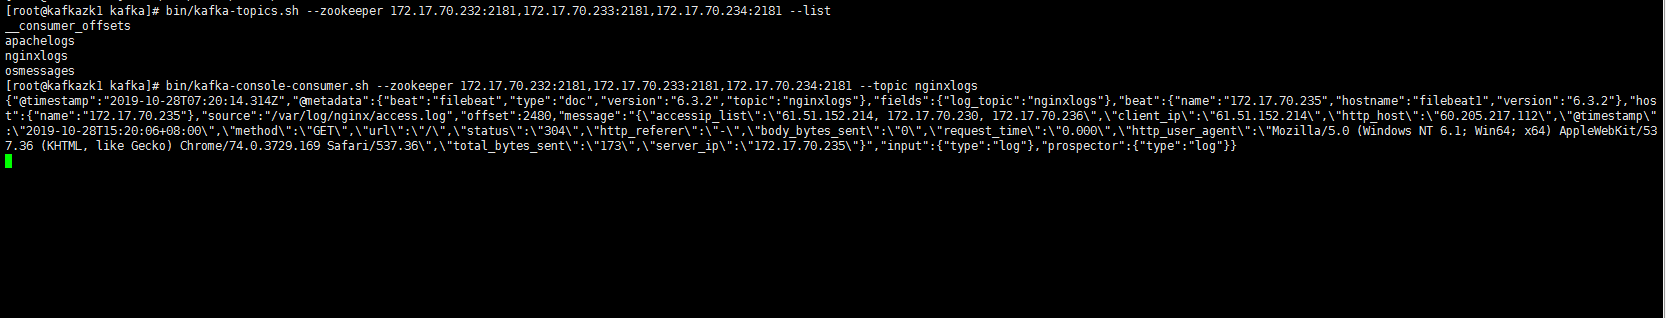 [root@kafkazk1 kafka]# bin/kafka-topics.sh --zookeeper 172.17.70.232:2181,172.17.70.233:2181,172.17.70.234:2181 --list
__consumer_offsets
apachelogs
nginxlogs
osmessages
[root@kafkazk1 kafka]# bin/kafka-console-consumer.sh --zookeeper 172.17.70.232:2181,172.17.70.233:2181,172.17.70.234:2181 --topic nginxlogs
{"@timestamp":"2019-10-28T07:20:14.314Z","@metadata":{"beat":"filebeat","type":"doc","version":"6.3.2","topic":"nginxlogs"},"fields":{"log_topic":"nginxlogs"},"beat":{"name":"172.17.70.235","hostname":"filebeat1","version":"6.3.2"},"hos
t":{"name":"172.17.70.235"},"source":"/var/log/nginx/access.log","offset":2480,"message":"{\"accessip_list\":\"61.51.152.214, 172.17.70.230, 172.17.70.236\",\"client_ip\":\"61.51.152.214\",\"http_host\":\"60.205.217.112\",\"@timestamp\"
:\"2019-10-28T15:20:06+08:00\",\"method\":\"GET\",\"url\":\"/\",\"status\":\"304\",\"http_referer\":\"-\",\"body_bytes_sent\":\"0\",\"request_time\":\"0.000\",\"http_user_agent\":\"Mozilla/5.0 (Windows NT 6.1; Win64; x64) AppleWebKit/53
7.36 (KHTML, like Gecko) Chrome/74.0.3729.169 Safari/537.36\",\"total_bytes_sent\":\"173\",\"server_ip\":\"172.17.70.235\"}","input":{"type":"log"},"prospector":{"type":"log"}}